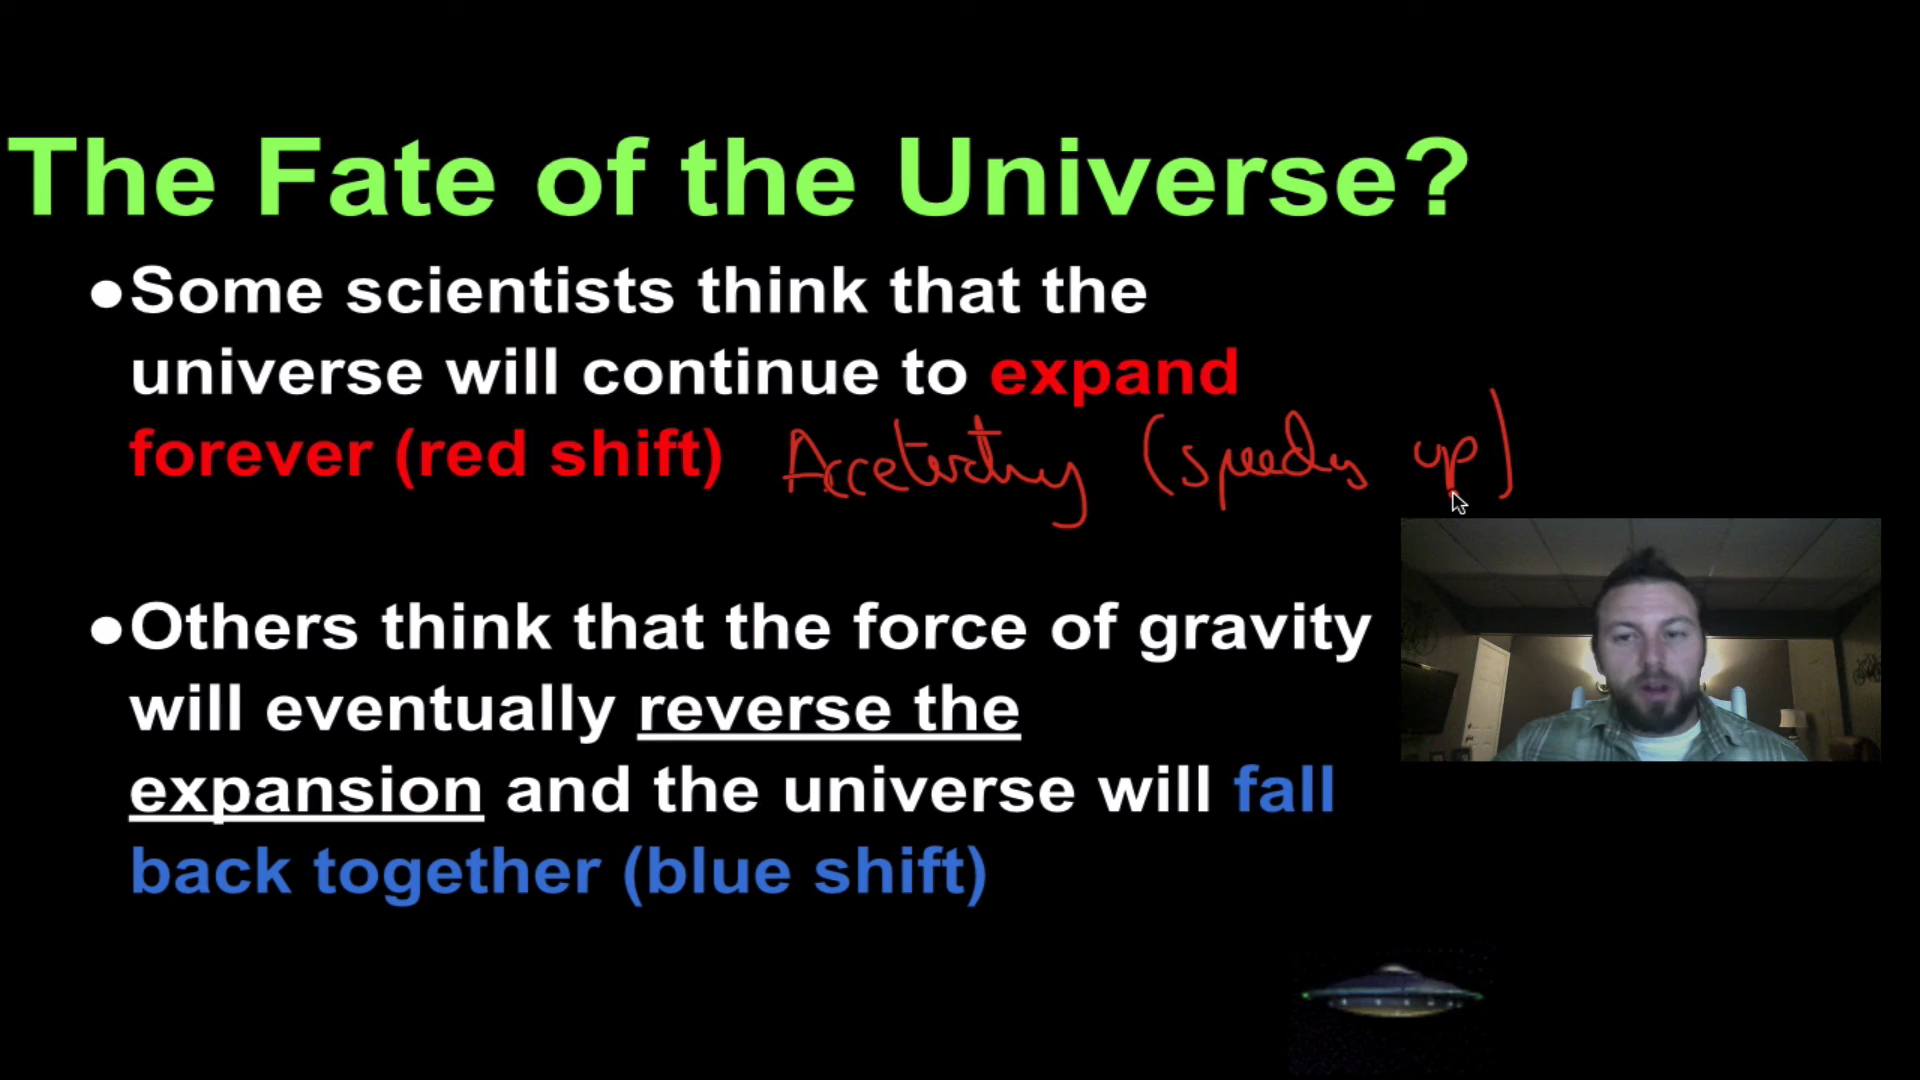 The Fate of the Universe?
●Some scientists think that the
universe will continue to expand
forever (red shift) (speedy up)
●Others think that the force of gravity
will eventually reverse the
expansion and the universe will fall
back together (blue shift)